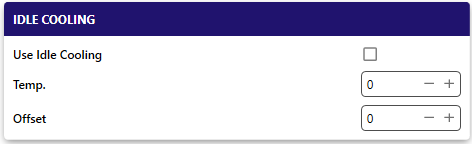 IDLE COOLING
Use Idle Cooling
Temp. 0
Offset 0